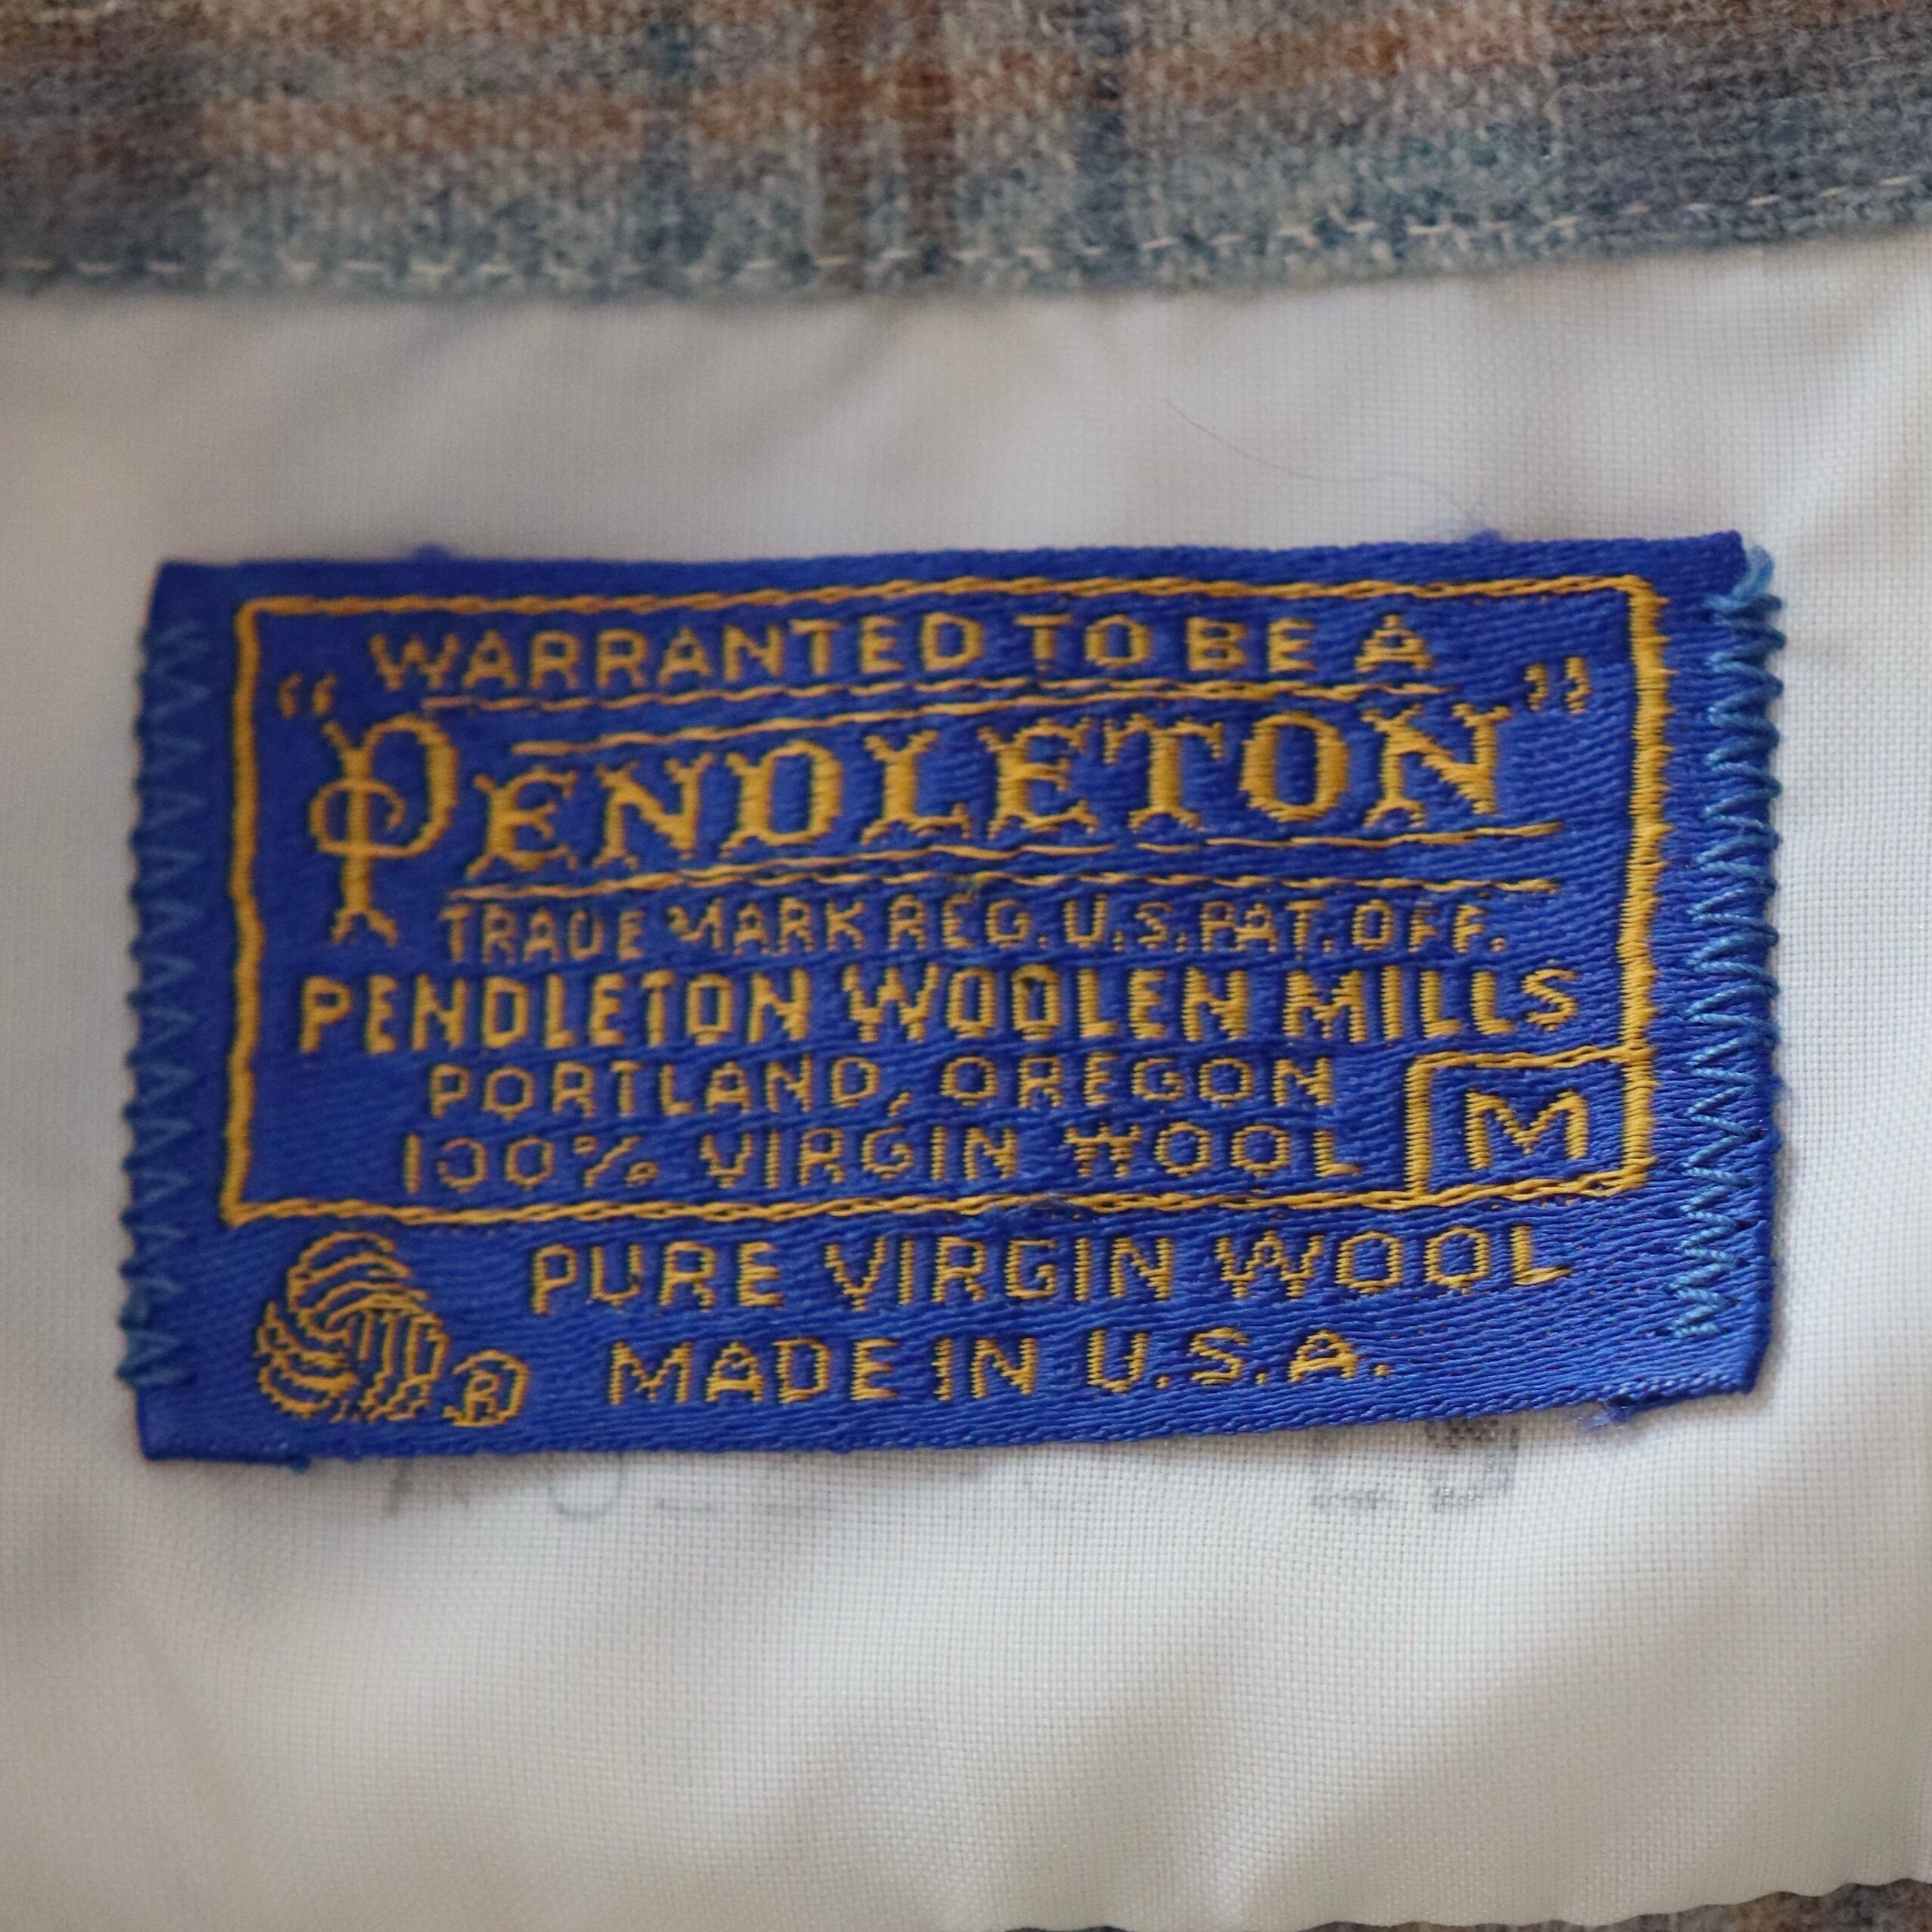 WARRANTED TO BE A
"PENDLETON"
TRADE MARK REG. U.S. PAT. OFF.
PENDLETON WOOLEN MILLS
PORTLAND, OREGON
100% VIRGIN WOOL
M
PURE VIRGIN WOOL
® MADE IN U.S.A.